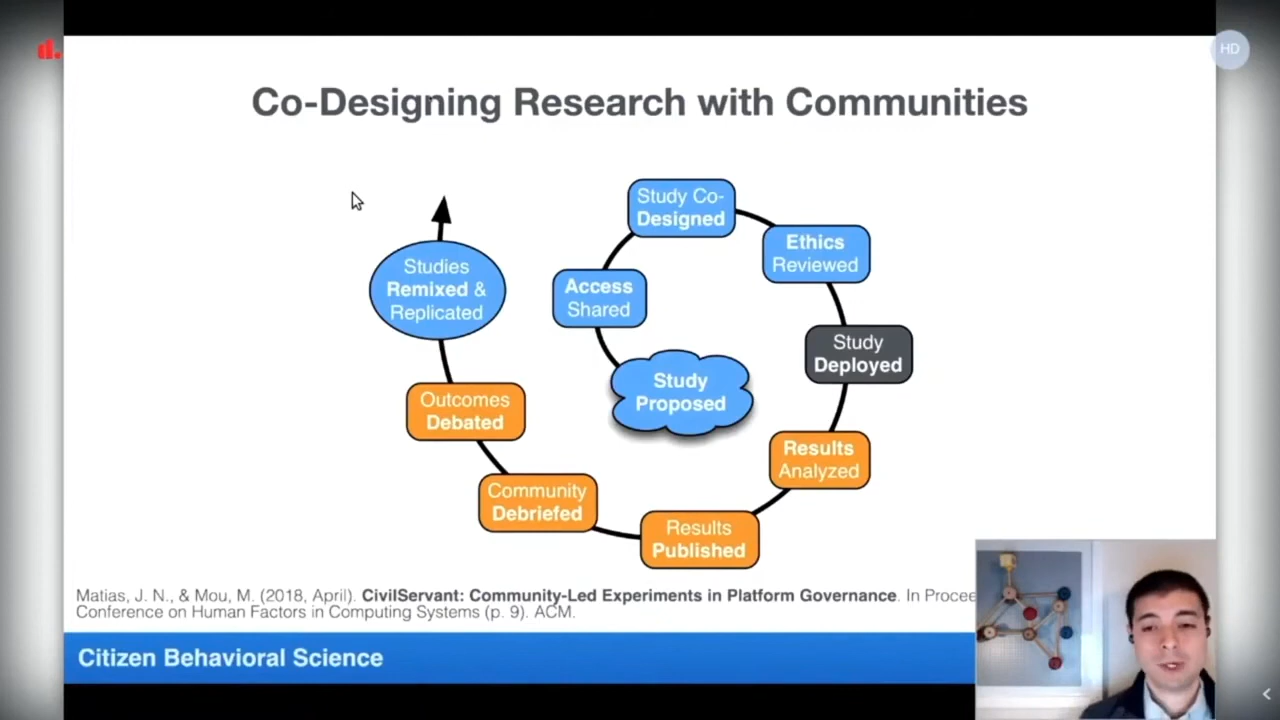 d.
HD
Co-Designing Research with Communities
Study Co-
Designed
Ethics
Reviewed
Studies
Remixed &
Replicated
Access
Shared
Study
Deployed
Study
Proposed
Outcomes
Debated
Results
Analyzed
Community
Debriefed
Results
Published
Matias, J. N., & Mou, M. (2018, April). CivilServant: Community-Led Experiments in Platform Governance. In Procee
Conference on Human Factors in Computing Systems (p. 9). ACM.
Citizen Behavioral Science